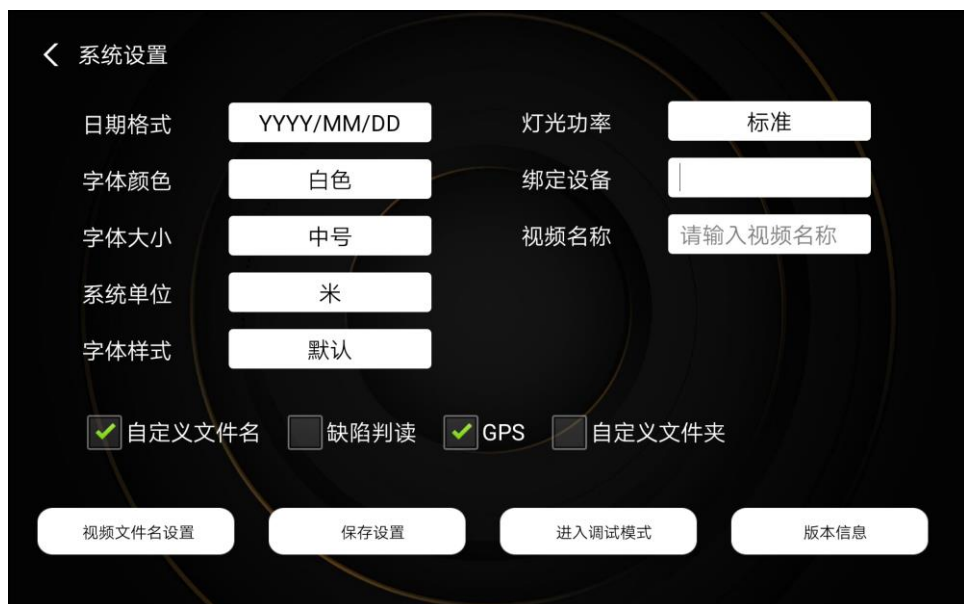 系统设置
日期格式 YYYY/MM/DD 灯光功率 标准
字体颜色 白色 绑定设备
字体大小 中号 视频名称 请输入视频名称
系统单位 米
字体样式 默认
自定义文件名 缺陷判读 GPS 自定义文件夹
视频文件名设置 保存设置 进入调试模式 版本信息